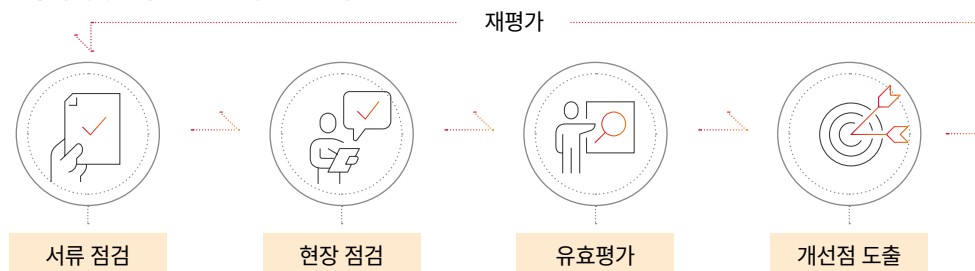 재평가
서류 점검
현장 점검
유효평가
개선점 도출